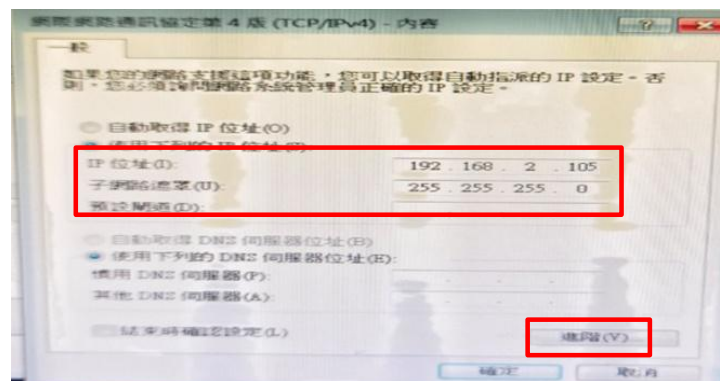 網際網路通訊協定第 4 版 (TCP/IPv4) - 內容
一般
如果您的網路支援這項功能，您可以取得自動指派的 IP 設定。否
則，您必須詢問網路系統管理員正確的 IP 設定。
自動取得 IP 位址(O)
使用下列的 IP 位址(S):
IP 位址(I): 192 . 168 . 2 . 105
子網路遮罩(U): 255 . 255 . 255 . 0
預設閘道(D):
自動取得 DNS 伺服器位址(B)
使用下列的 DNS 伺服器位址(E):
慣用 DNS 伺服器(P):
其他 DNS 伺服器(A):
結束時確認設定(L)
進階(V)
確定 取消